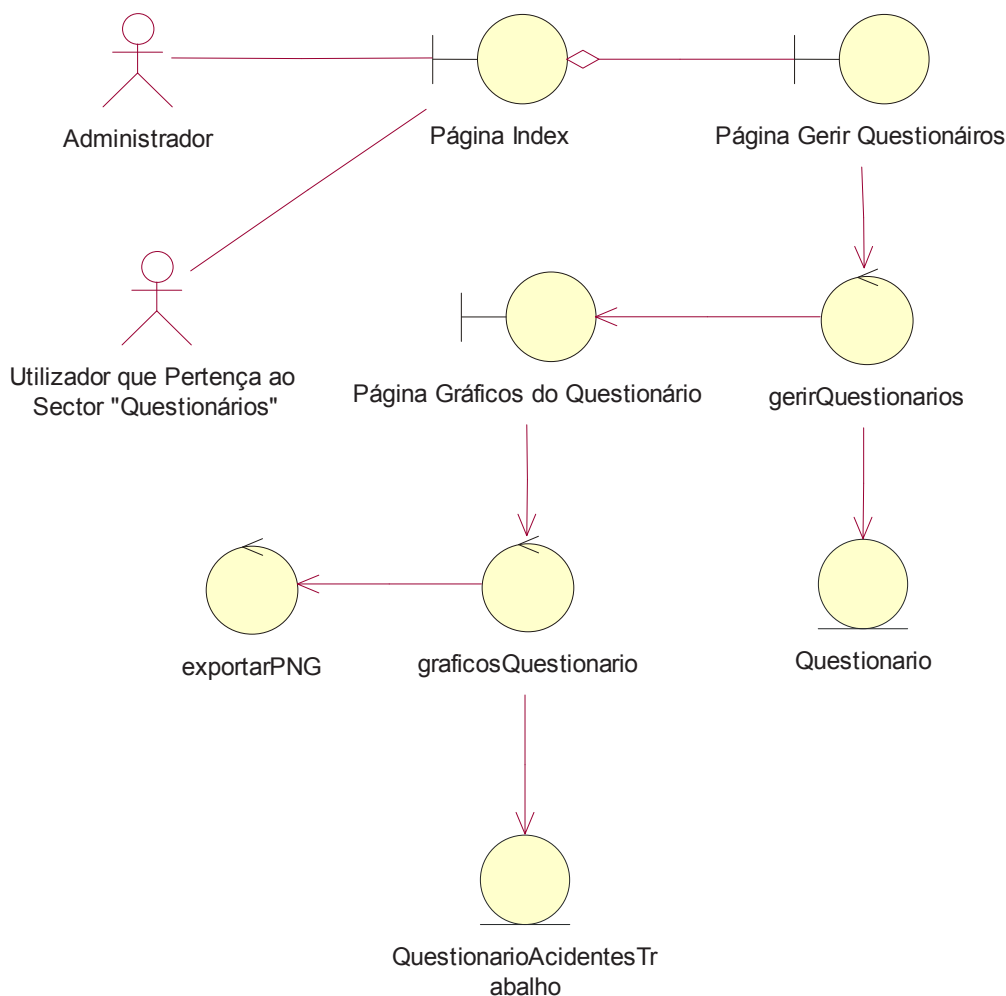 Administrador
Página Index
Página Gerir Questionáiros
Utilizador que Pertença ao
Sector "Questionários"
Página Gráficos do Questionário
gerirQuestionarios
exportarPNG
graficosQuestionario
Questionario
QuestionarioAcidentesTr
abalho